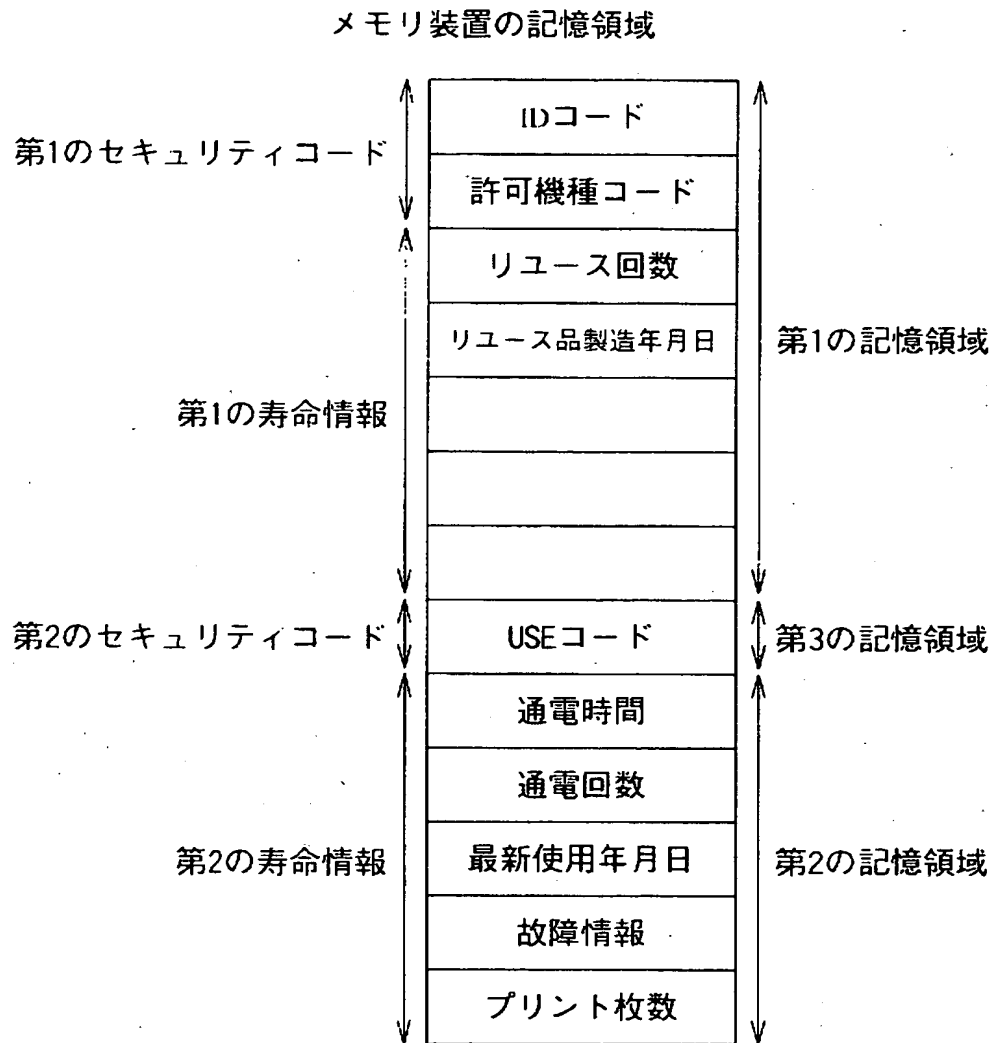 メモリ装置の記憶領域
IDコード
第1のセキュリティコード
許可機種コード
リユース回数
リユース品製造年月日
第1の記憶領域
第1の寿命情報
第2のセキュリティコード
USEコード
第3の記憶領域
通電時間
通電回数
第2の寿命情報
最新使用年月日
第2の記憶領域
故障情報
プリント枚数